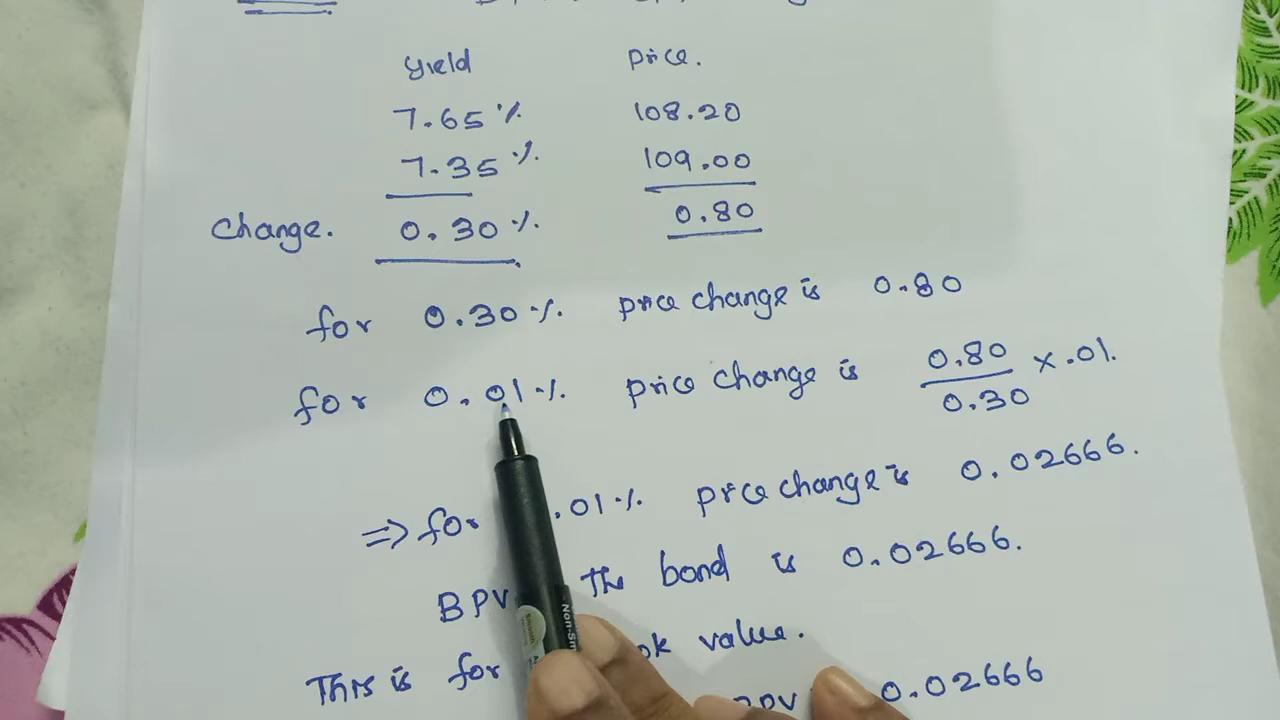 yield price.
7.65 % 108.20
7.35 % 109.00
Change. 0.30 % 0.80
for 0.30 % price change is 0.80
for 0.01 % price change is 0.80 / 0.30 x .01.
⇒ for .01 % price change is 0.02666.
BPV the bond is 0.02666.
This is for value.
BPV 0.02666